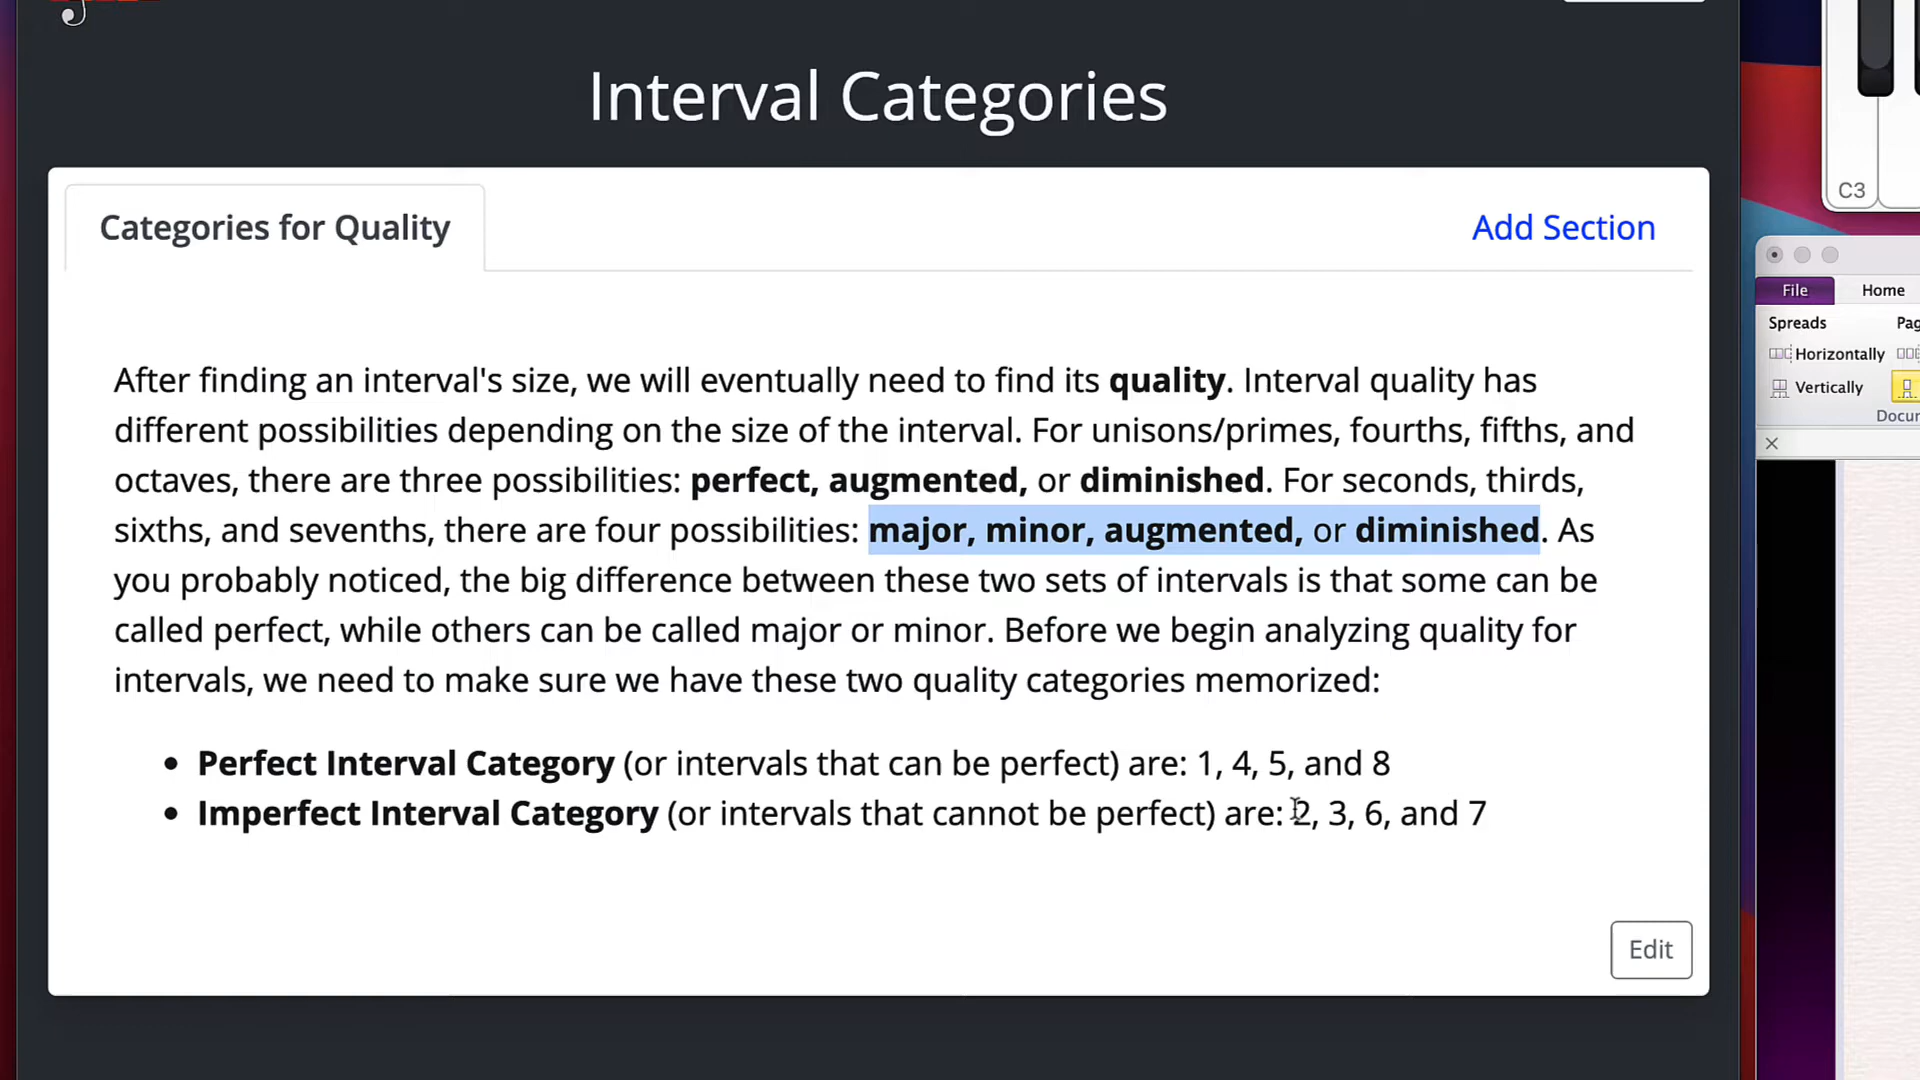 Interval Categories
Categories for Quality
Add Section
After finding an interval's size, we will eventually need to find its quality. Interval quality has
different possibilities depending on the size of the interval. For unisons/primes, fourths, fifths, and
octaves, there are three possibilities: perfect, augmented, or diminished. For seconds, thirds,
sixths, and sevenths, there are four possibilities: major, minor, augmented, or diminished. As
you probably noticed, the big difference between these two sets of intervals is that some can be
called perfect, while others can be called major or minor. Before we begin analyzing quality for
intervals, we need to make sure we have these two quality categories memorized:
• Perfect Interval Category (or intervals that can be perfect) are: 1, 4, 5, and 8
• Imperfect Interval Category (or intervals that cannot be perfect) are: 2, 3, 6, and 7
Edit
C3
File Home
Spreads
Horizontally
Vertically